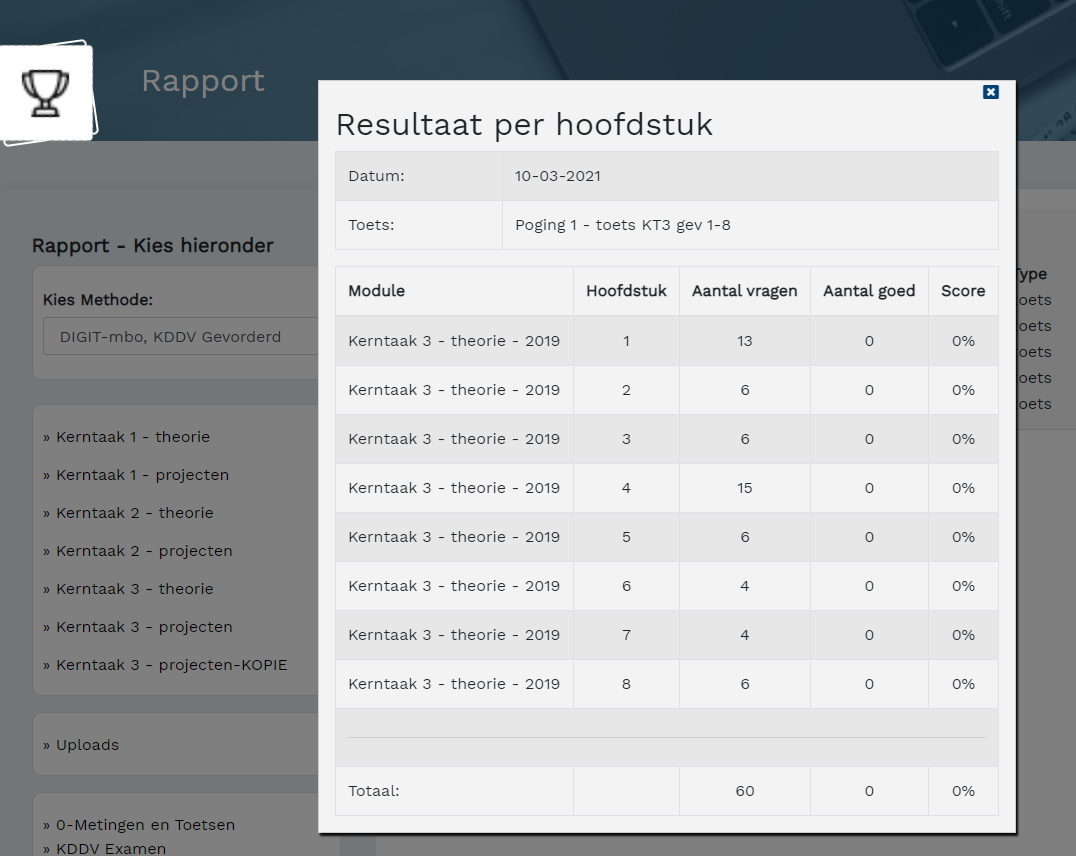 Rapport
Rapport - Kies hieronder
Kies Methode:
DIGIT-mbo, KDDV Gevorderd
» Kerntaak 1 - theorie
» Kerntaak 1 - projecten
» Kerntaak 2 - theorie
» Kerntaak 2 - projecten
» Kerntaak 3 - theorie
» Kerntaak 3 - projecten
» Kerntaak 3 - projecten-KOPIE
» Uploads
» 0-Metingen en Toetsen
» KDDV Examen
Resultaat per hoofdstuk
Datum: 10-03-2021
Toets: Poging 1 - toets KT3 gev 1-8
Module Hoofdstuk Aantal vragen Aantal goed Score
Kerntaak 3 - theorie - 2019 1 13 0 0%
Kerntaak 3 - theorie - 2019 2 6 0 0%
Kerntaak 3 - theorie - 2019 3 6 0 0%
Kerntaak 3 - theorie - 2019 4 15 0 0%
Kerntaak 3 - theorie - 2019 5 6 0 0%
Kerntaak 3 - theorie - 2019 6 4 0 0%
Kerntaak 3 - theorie - 2019 7 4 0 0%
Kerntaak 3 - theorie - 2019 8 6 0 0%
Totaal: 60 0 0%
Type
oets
oets
oets
oets
oets